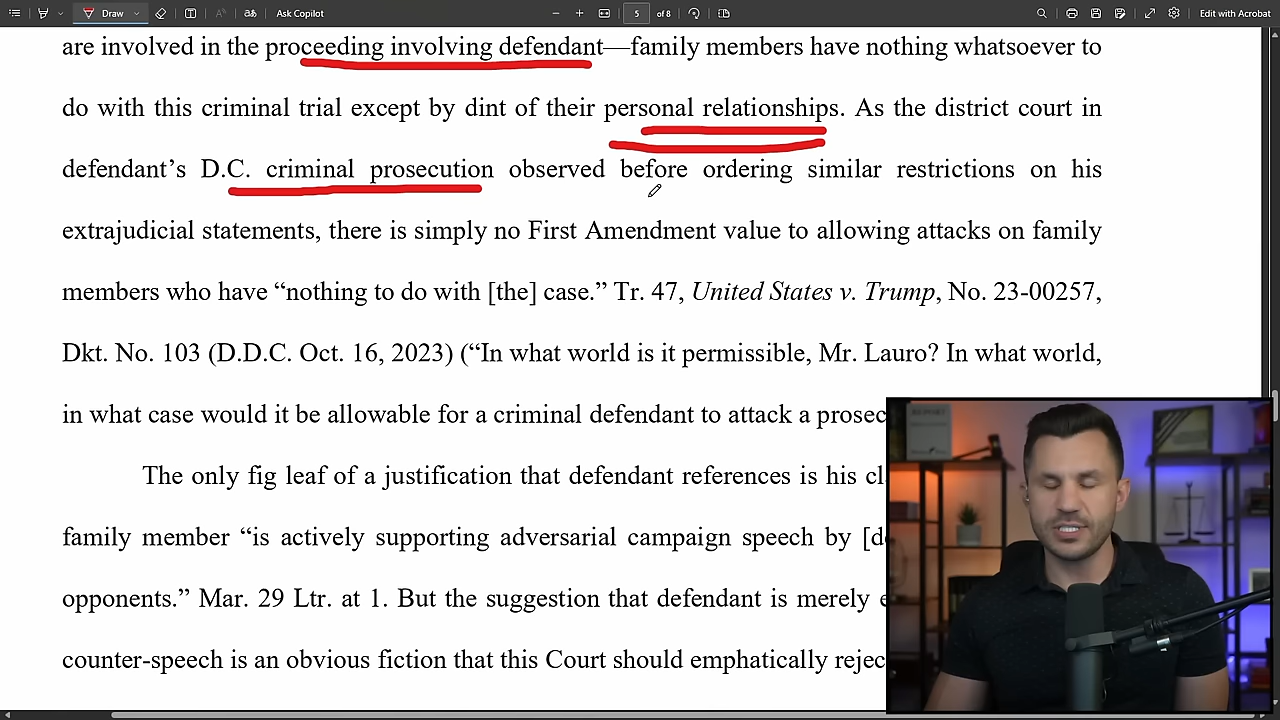 Draw
Ask Copilot
5
of 8
Edit with Acrobat
are involved in the proceeding involving defendant—family members have nothing whatsoever to
do with this criminal trial except by dint of their personal relationships. As the district court in
defendant’s D.C. criminal prosecution observed before ordering similar restrictions on his
extrajudicial statements, there is simply no First Amendment value to allowing attacks on family
members who have “nothing to do with [the] case.” Tr. 47, United States v. Trump, No. 23-00257,
Dkt. No. 103 (D.D.C. Oct. 16, 2023) (“In what world is it permissible, Mr. Lauro? In what world,
in what case would it be allowable for a criminal defendant to attack a
The only fig leaf of a justification that defendant references is his
family member “is actively supporting adversarial campaign speech by
opponents.” Mar. 29 Ltr. at 1. But the suggestion that defendant is merely
counter-speech is an obvious fiction that this Court should emphatically
REPORT